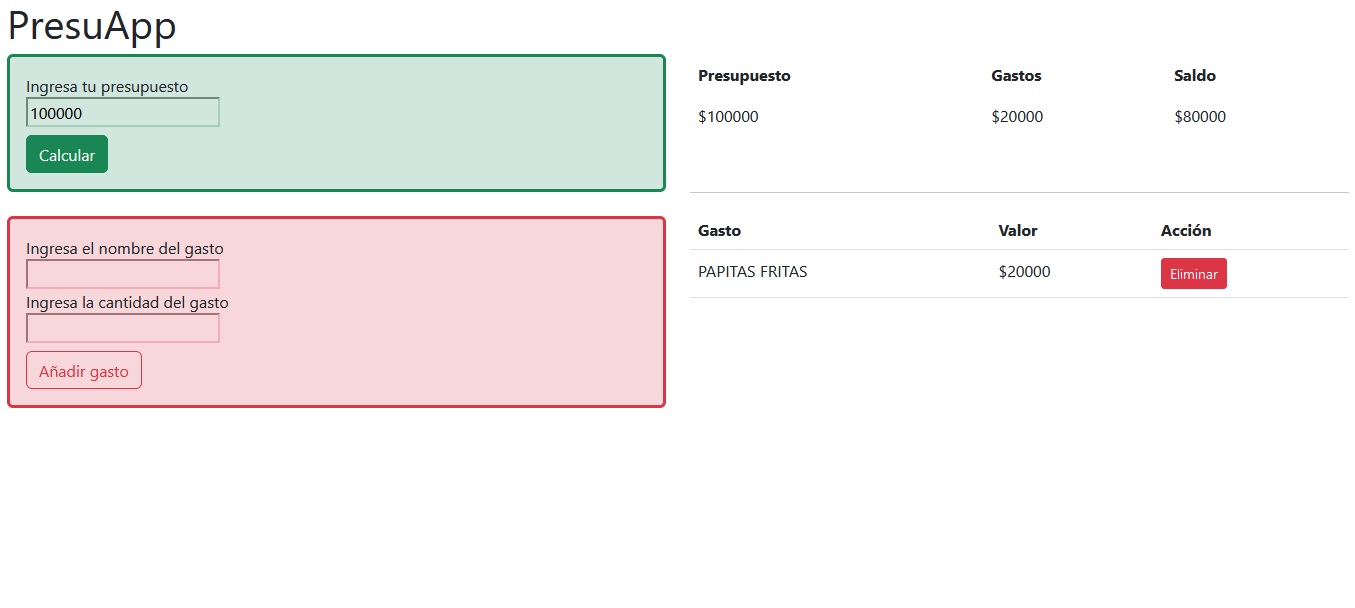 PresuApp
Ingresa tu presupuesto
100000
Calcular
Ingresa el nombre del gasto
Ingresa la cantidad del gasto
Añadir gasto
Presupuesto Gastos Saldo
$100000 $20000 $80000
Gasto Valor Acción
PAPITAS FRITAS $20000 Eliminar